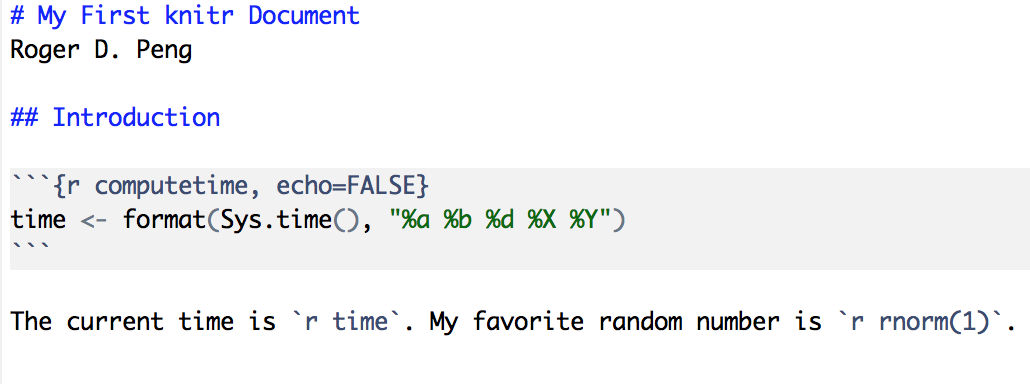 # My First knitr Document
Roger D. Peng
## Introduction
```{r computetime, echo=FALSE}
time <- format(Sys.time(), "%a %b %d %X %Y")
```
The current time is `r time`. My favorite random number is `r rnorm(1)`.